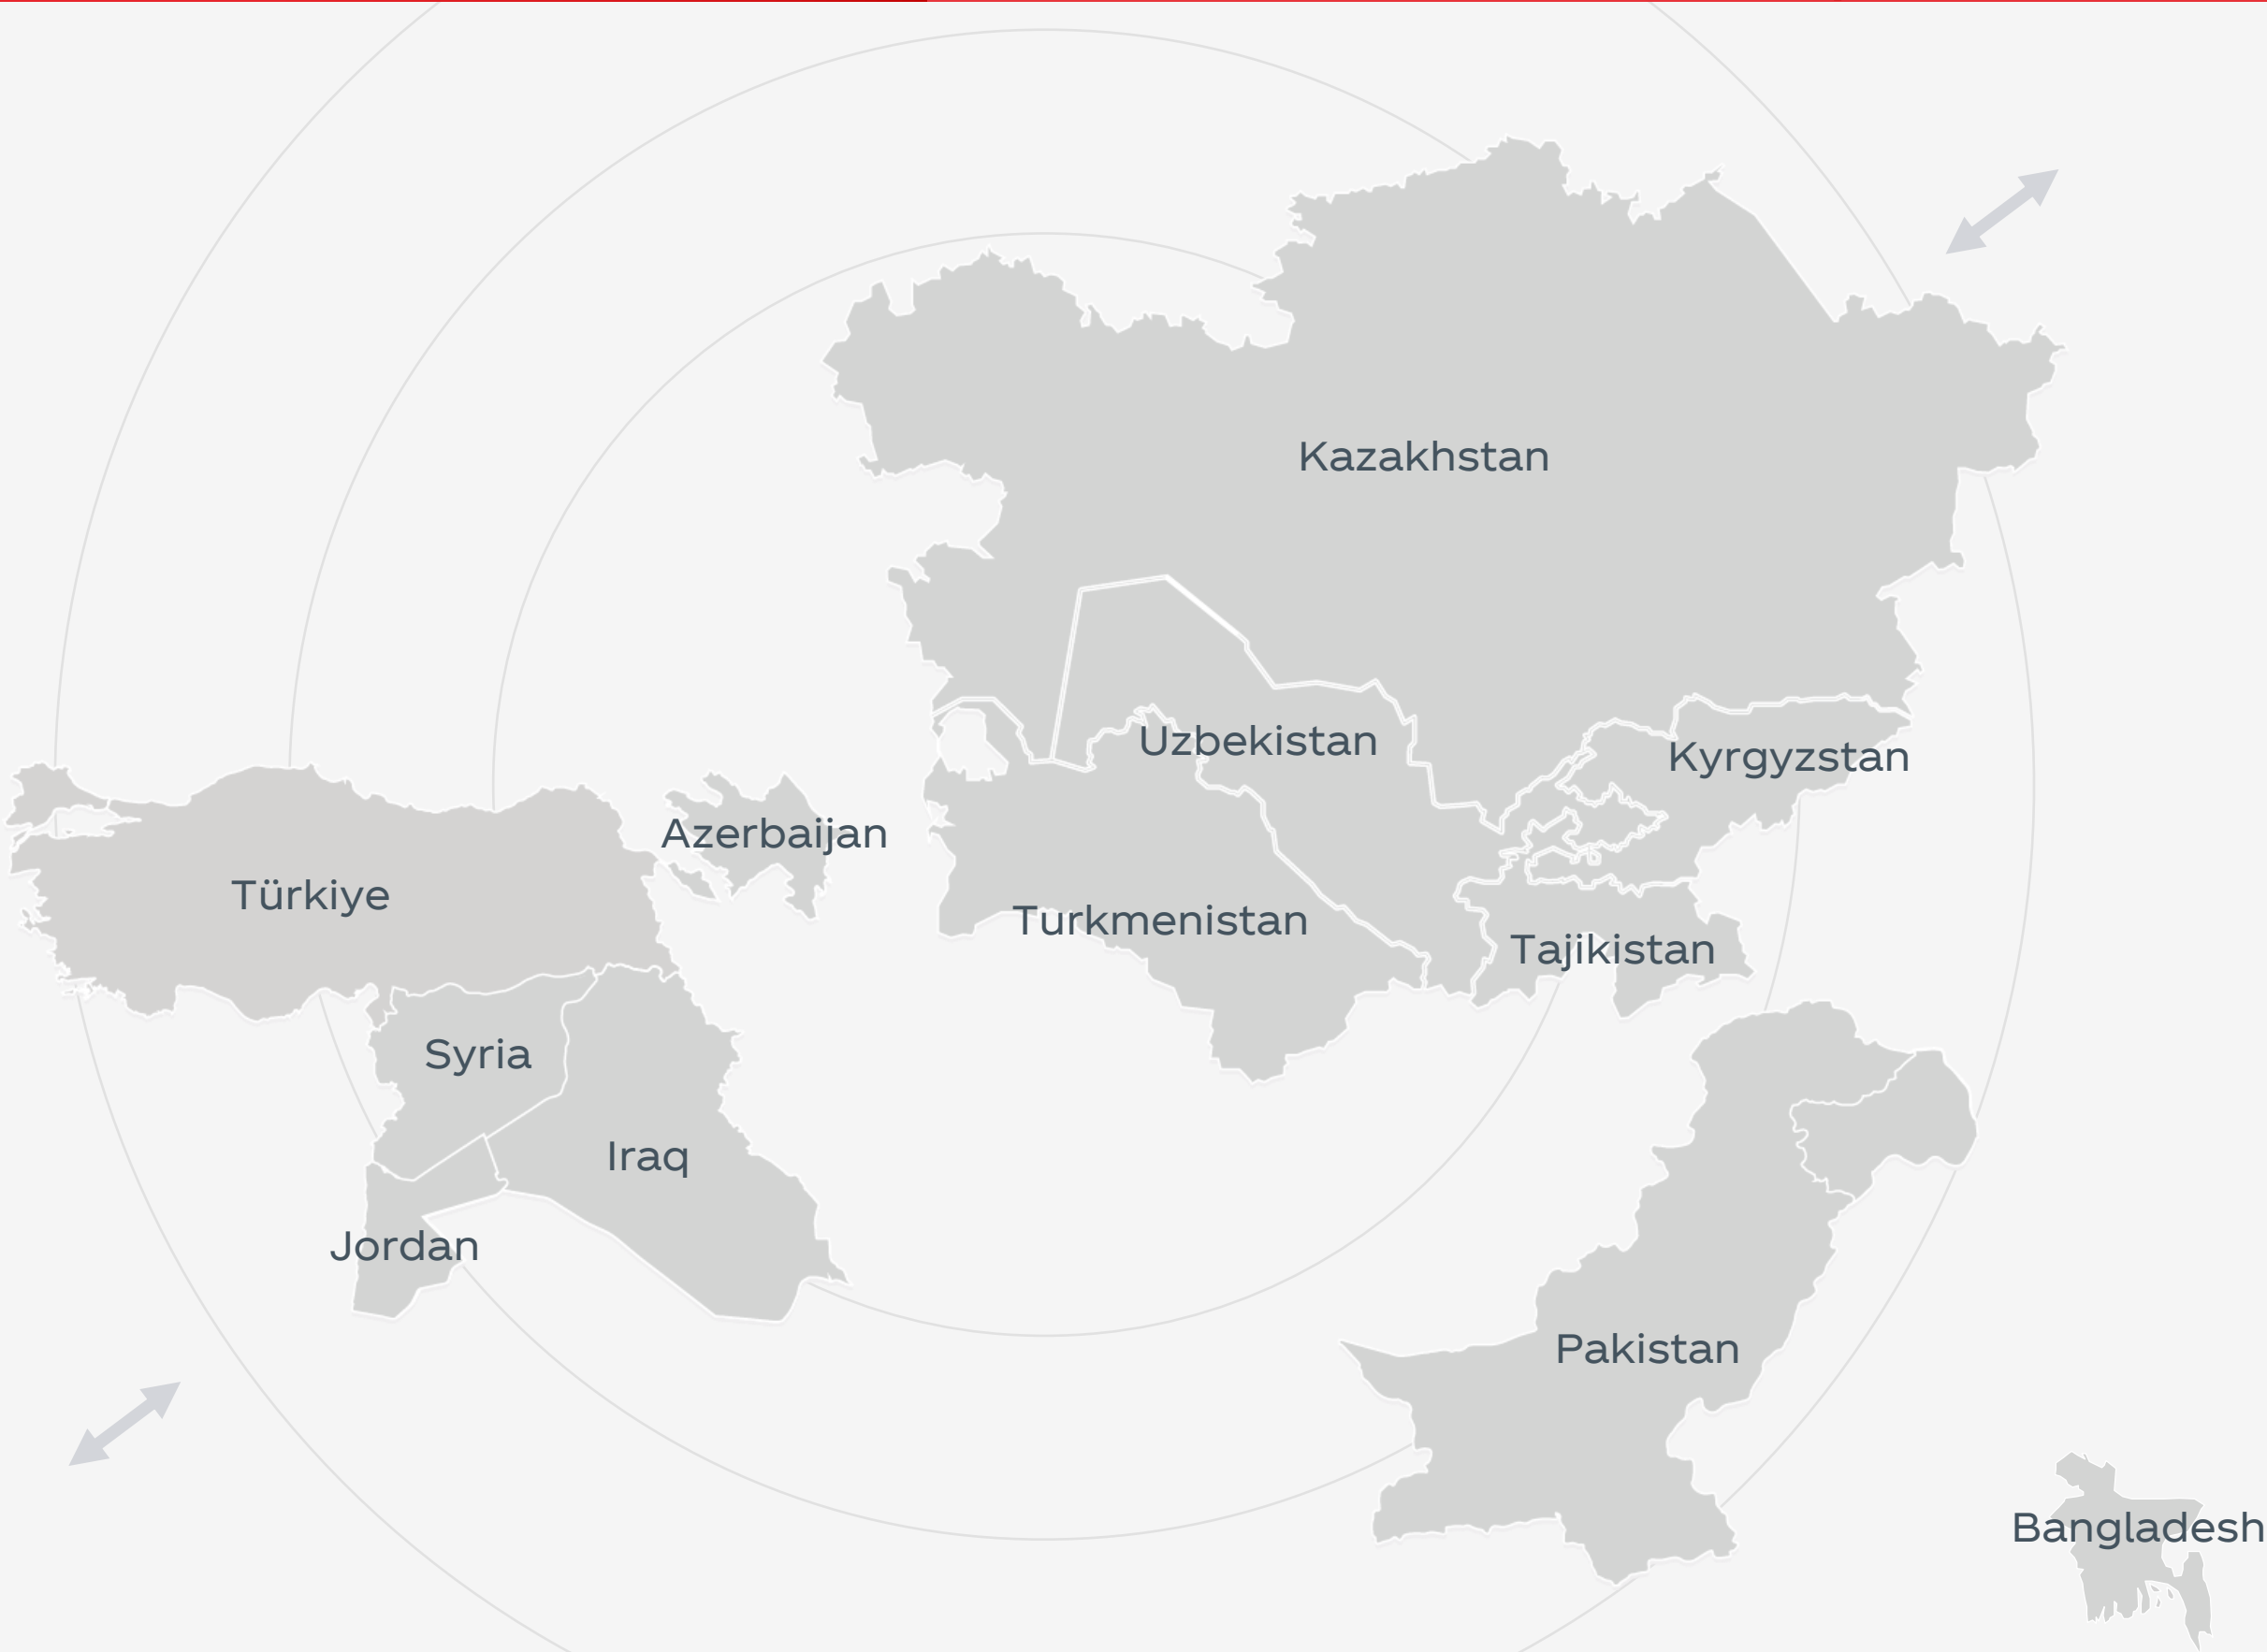 Kazakhstan
Uzbekistan
Kyrgyzstan
Azerbaijan
Türkiye
Turkmenistan
Tajikistan
Syria
Iraq
Jordan
Pakistan
Bangladesh